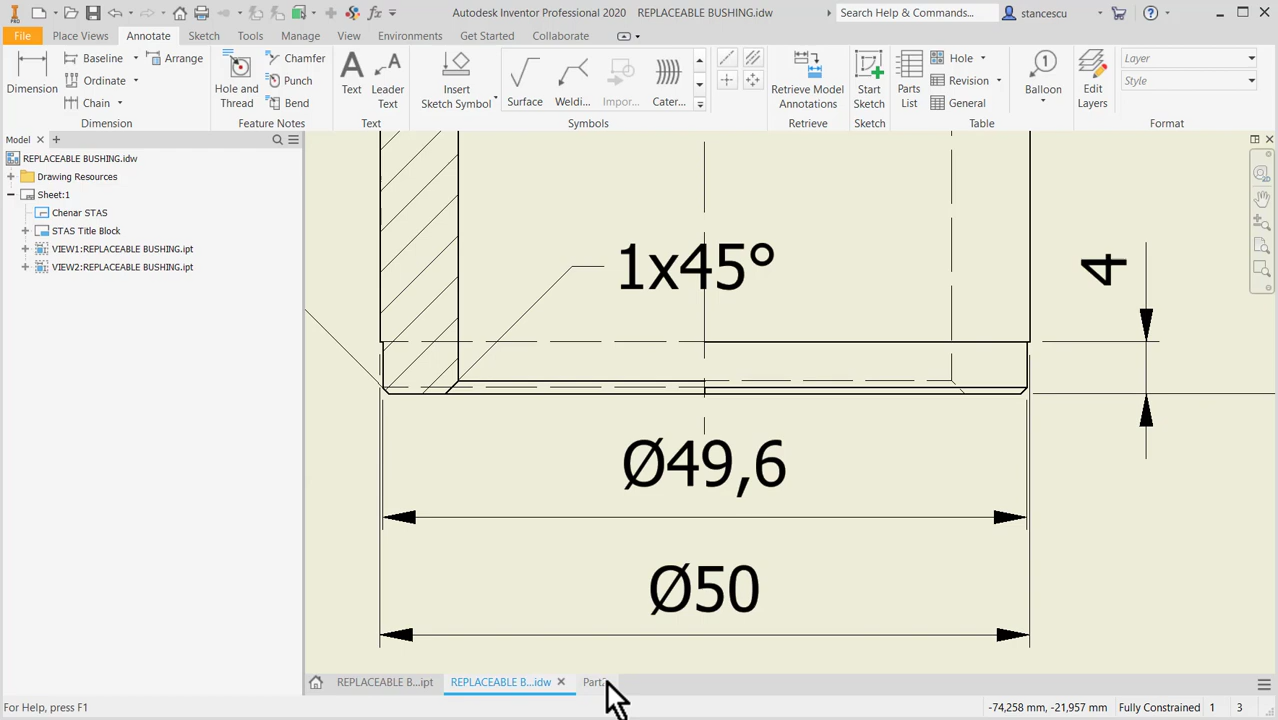 PRO
Autodesk Inventor Professional 2020 REPLACEABLE BUSHING.idw
Search Help & Commands...
stancescu
File Place Views Annotate Sketch Tools Manage View Environments Get Started Collaborate
Dimension
Baseline
Ordinate
Chain
Arrange
Dimension
Hole and
Thread
Chamfer
Punch
Bend
Feature Notes
Text
Leader
Text
Text
Insert
Sketch Symbol
Surface Weldi... Impor... Cater...
Symbols
Retrieve Model
Annotations
Retrieve
Start
Sketch
Sketch
Parts
List
Hole
Revision
General
Table
Balloon
Edit
Layers
Layer
Style
Format
Model
REPLACEABLE BUSHING.idw
Drawing Resources
Sheet:1
Chenar STAS
STAS Title Block
VIEW1:REPLACEABLE BUSHING.ipt
VIEW2:REPLACEABLE BUSHING.ipt
1x45°
4
Ø49,6
Ø50
REPLACEABLE B...ipt REPLACEABLE B...idw
For Help, press F1
-74,258 mm, -21,957 mm Fully Constrained 1 3